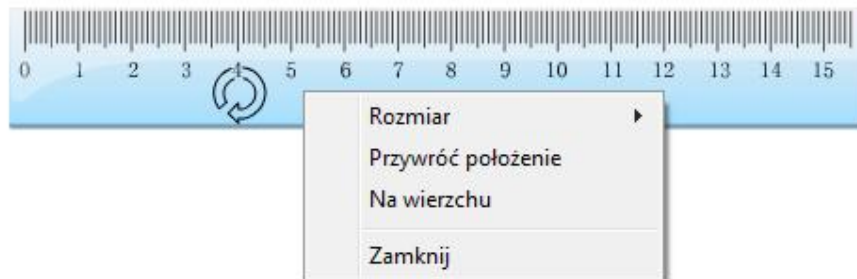 0 1 2 3 4 5 6 7 8 9 10 11 12 13 14 15
Rozmiar
Przywróć położenie
Na wierzchu
Zamknij